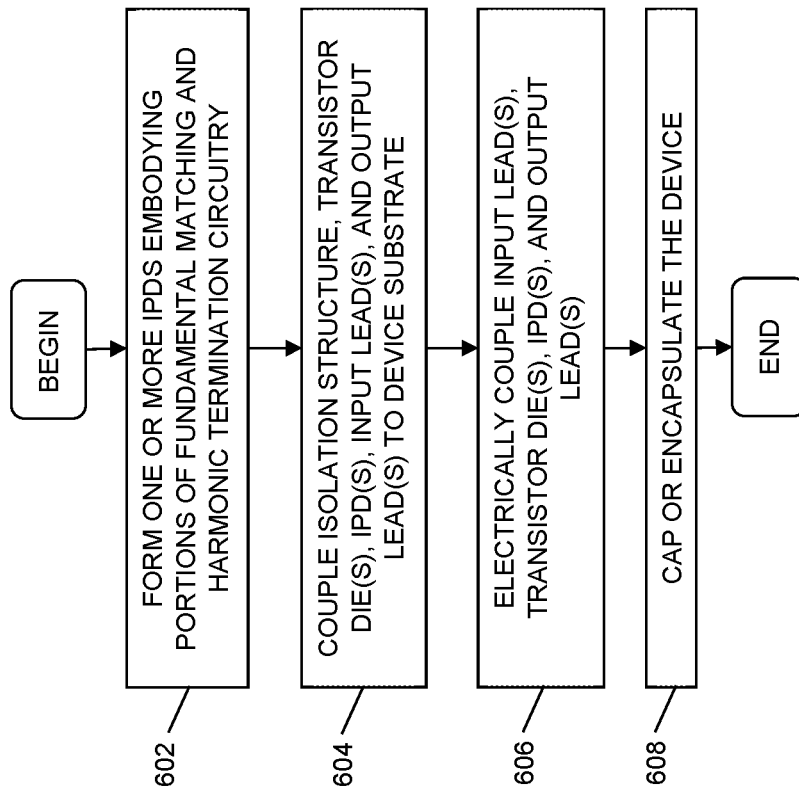 BEGIN
602
FORM ONE OR MORE IPDS EMBODYING
PORTIONS OF FUNDAMENTAL MATCHING AND
HARMONIC TERMINATION CIRCUITRY
604
COUPLE ISOLATION STRUCTURE, TRANSISTOR
DIE(S), IPD(S), INPUT LEAD(S), AND OUTPUT
LEAD(S) TO DEVICE SUBSTRATE
606
ELECTRICALLY COUPLE INPUT LEAD(S),
TRANSISTOR DIE(S), IPD(S), AND OUTPUT
LEAD(S)
608
CAP OR ENCAPSULATE THE DEVICE
END